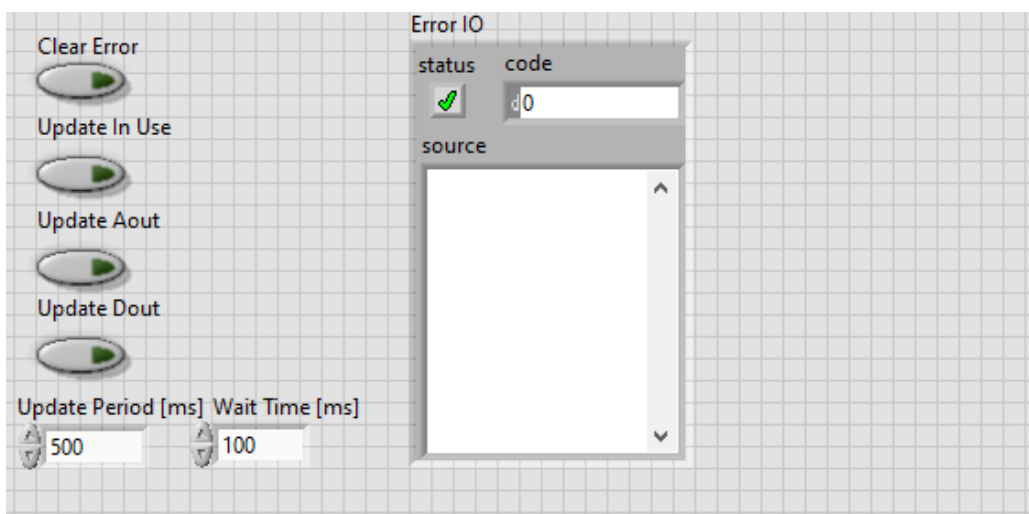 Clear Error
Update In Use
Update Aout
Update Dout
Update Period [ms] Wait Time [ms]
500 100
Error IO
status code
d 0
source